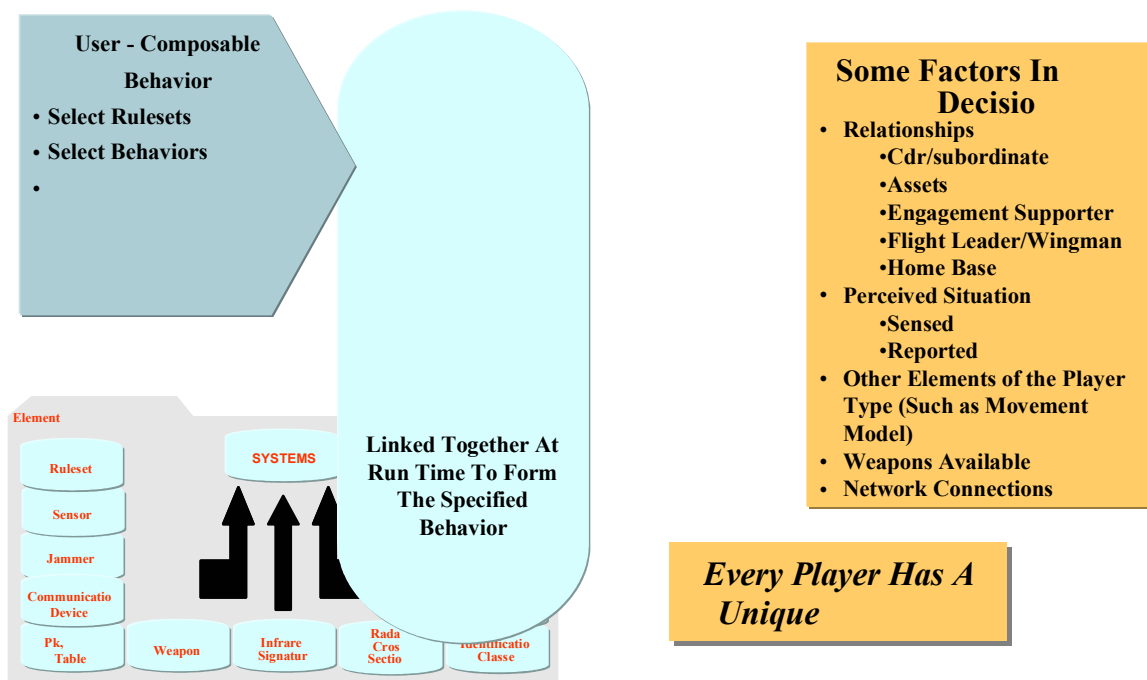 User - Composable
Behavior
• Select Rulesets
• Select Behaviors
•
Some Factors In
Decisio
• Relationships
•Cdr/subordinate
•Assets
•Engagement Supporter
•Flight Leader/Wingman
•Home Base
• Perceived Situation
•Sensed
•Reported
• Other Elements of the Player
Type (Such as Movement
Model)
• Weapons Available
• Network Connections
Element
Ruleset
Sensor
Jammer
Communicatio
Device
Pk,
Table
SYSTEMS
Weapon
Infrare
Signatur
Rada
Cros
Sectio
Identificatio
Classe
Linked Together At
Run Time To Form
The Specified
Behavior
Every Player Has A
Unique